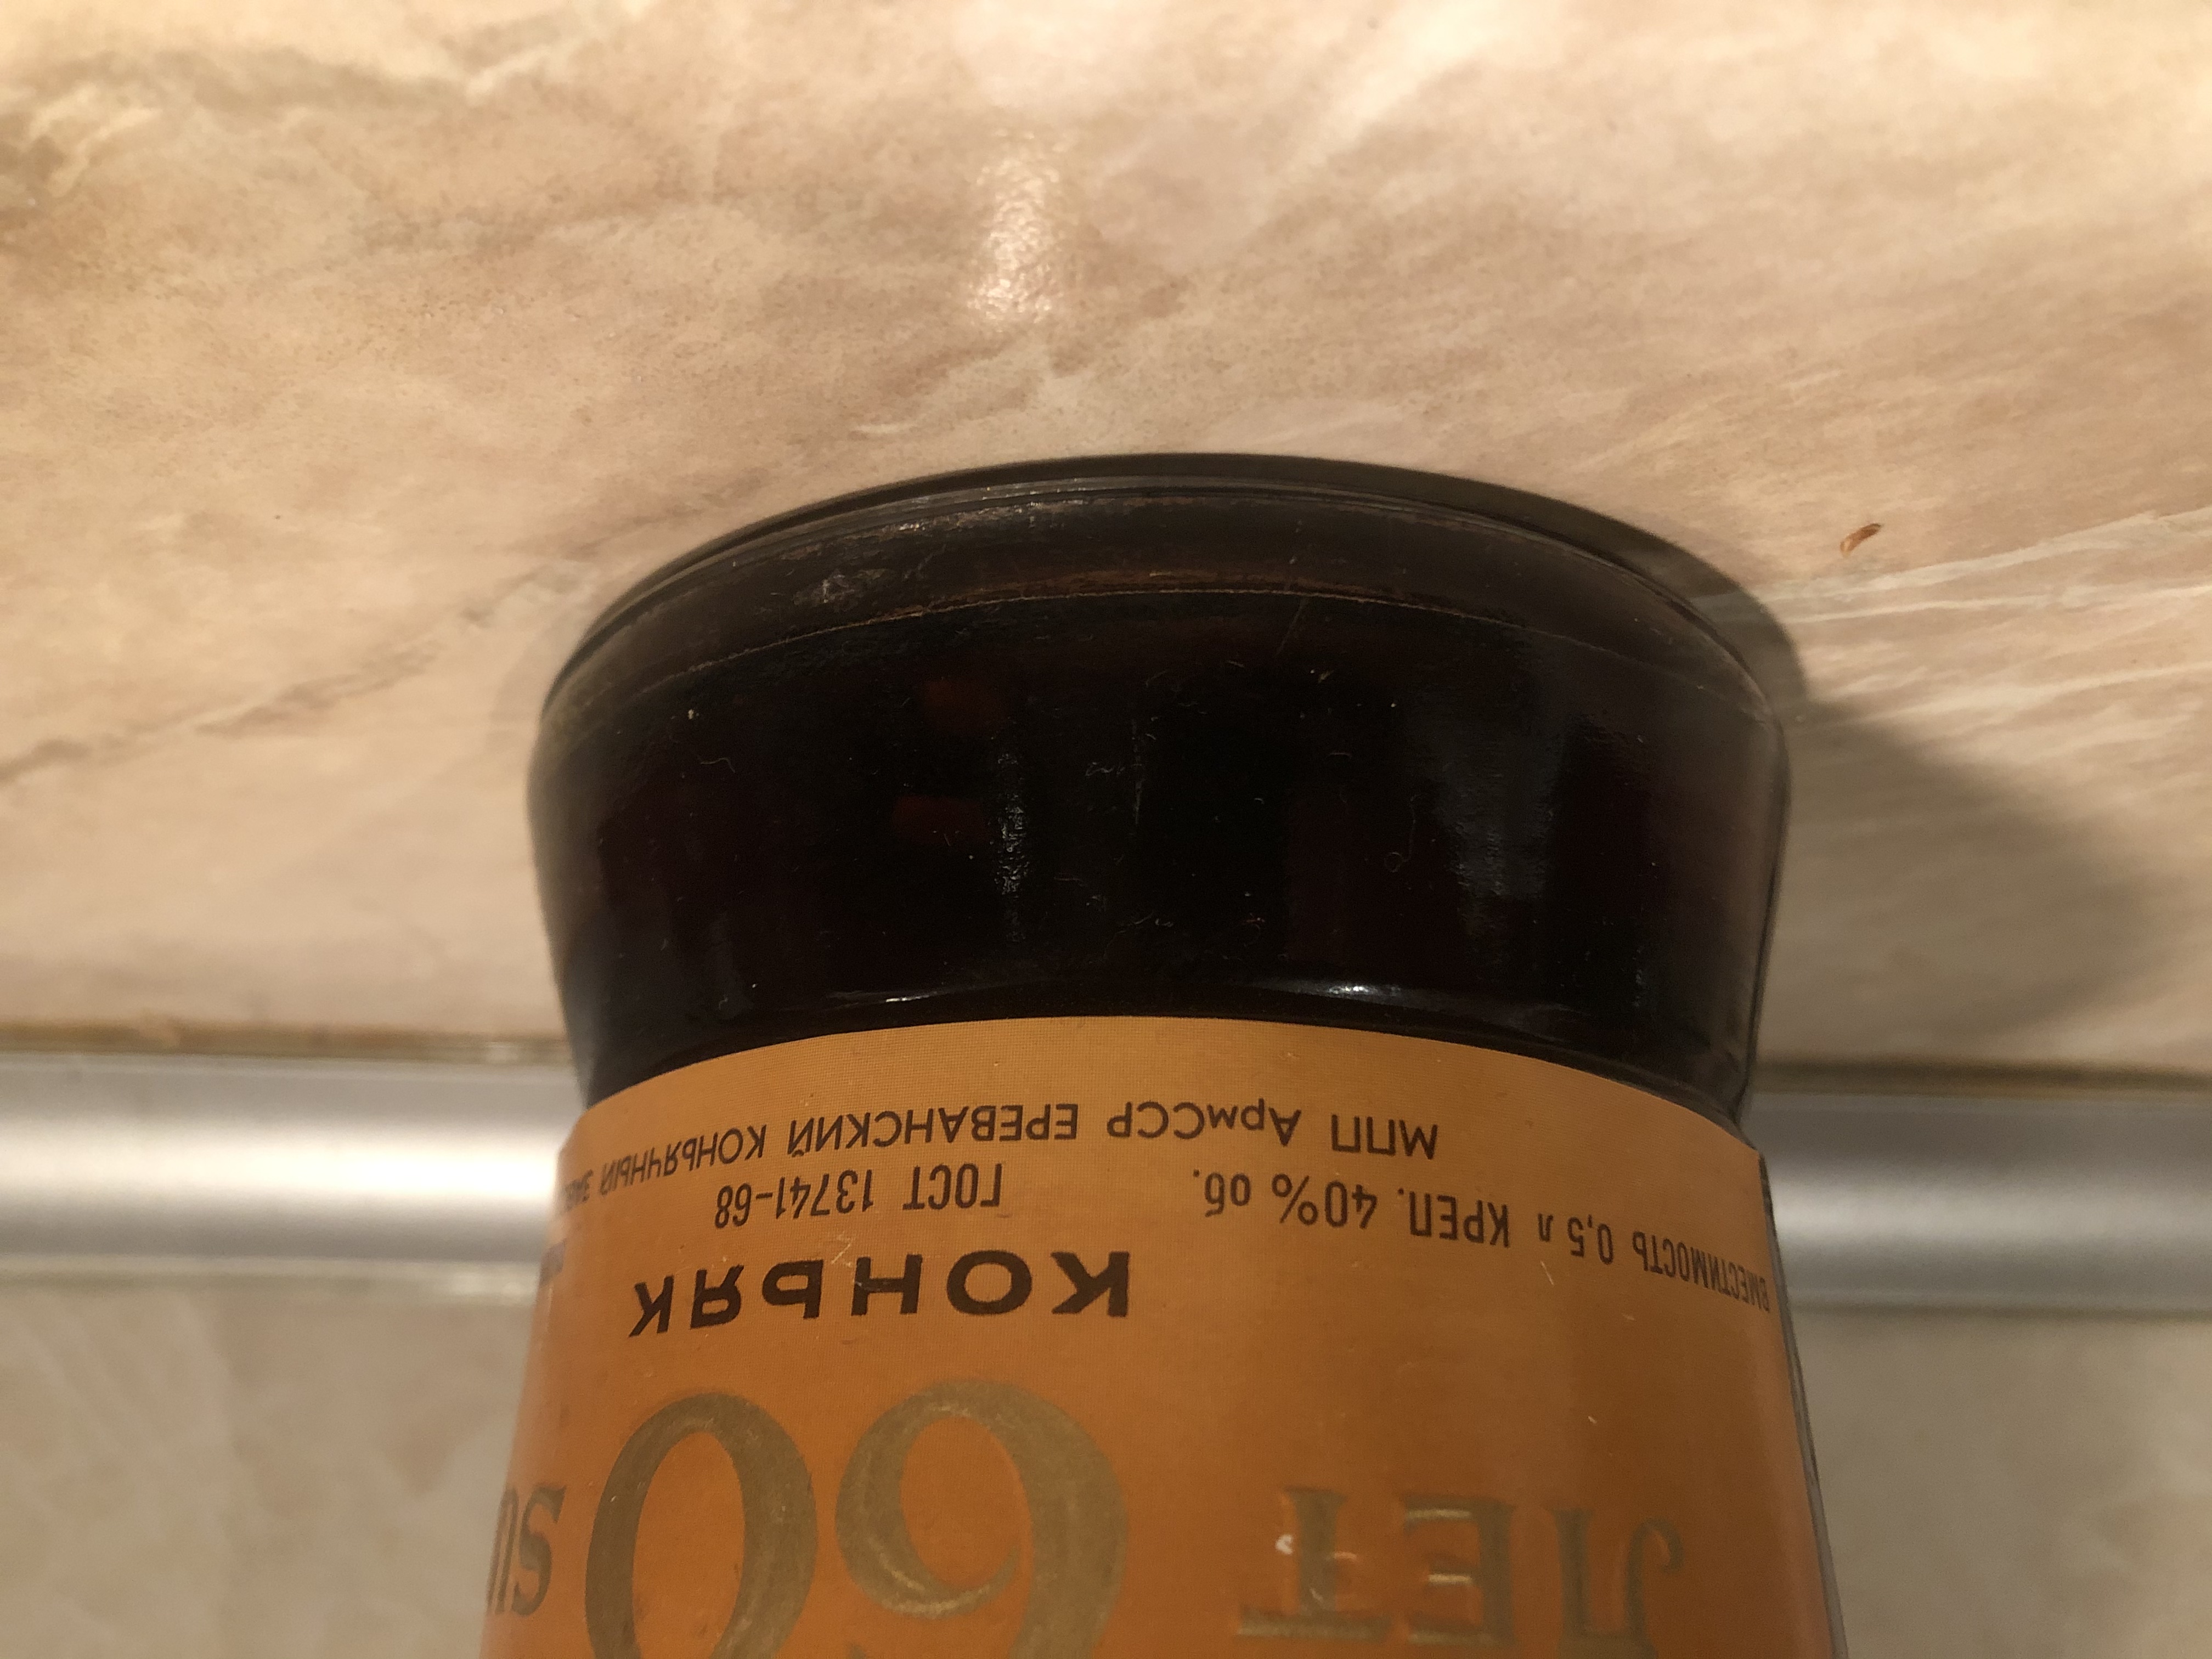 ЛЕТ 60
КОНЬЯК
ВМЕСТИМОСТЬ 0,5 л КРЕП. 40% об. ГОСТ 13741-68
МПП АрмССР ЕРЕВАНСКИЙ КОНЬЯЧНЫЙ